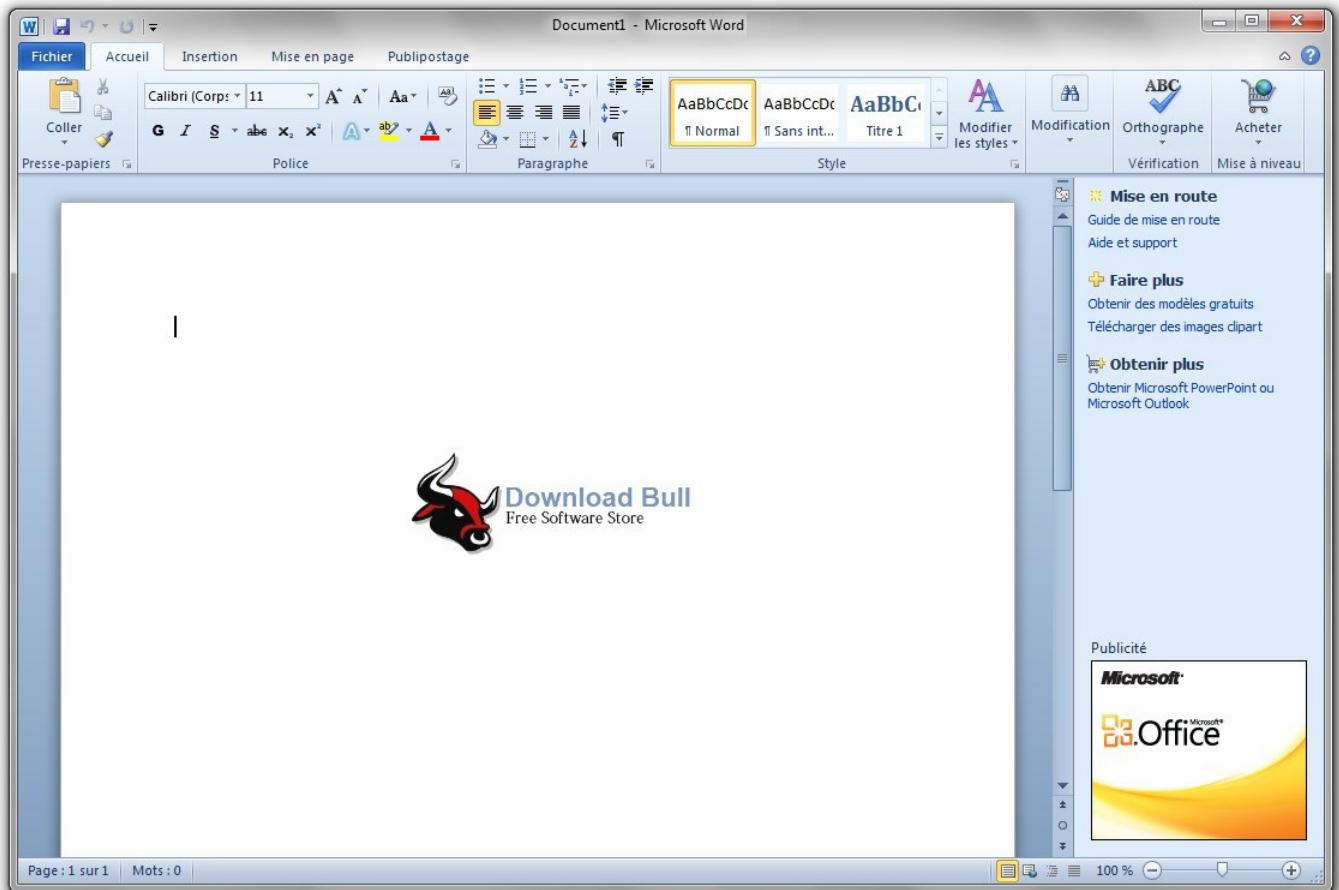 Document1 - Microsoft Word
Fichier Accueil Insertion Mise en page Publipostage
Coller
Presse-papiers
Calibri (Corps 11
G I S abc x₂ x² A ab A
Police
Paragraphe
AaBbCcDc AaBbCcDc AaBbC
¶ Normal ¶ Sans int... Titre 1
Modifier
les styles
Style
Modification
ABC
Orthographe
Vérification
Acheter
Mise à niveau
Download Bull
Free Software Store
Mise en route
Guide de mise en route
Aide et support
Faire plus
Obtenir des modèles gratuits
Télécharger des images clipart
Obtenir plus
Obtenir Microsoft PowerPoint ou
Microsoft Outlook
Publicité
Microsoft
Microsoft
Office
Page : 1 sur 1 Mots : 0 100 %